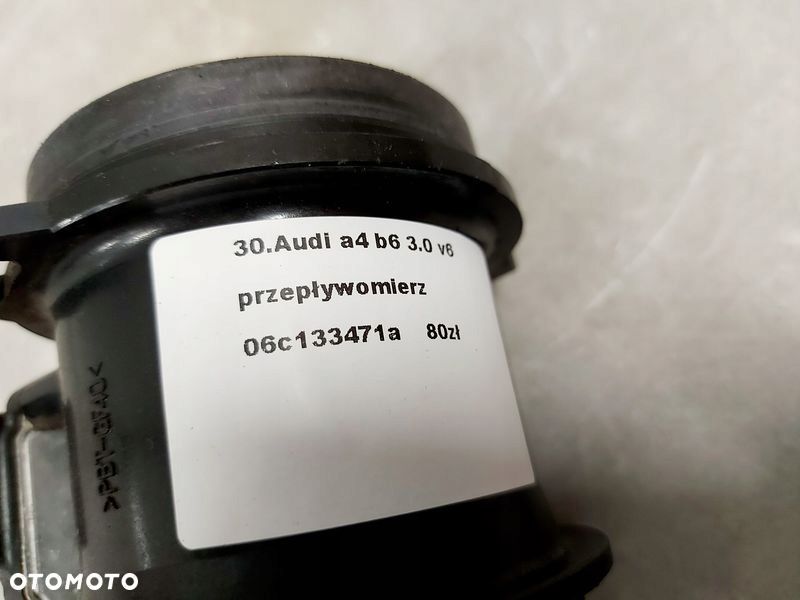 30.Audi a4 b6 3.0 v6
przepływomierz
06c133471a 80zł
>PBT-GF40<
OTOMOTO